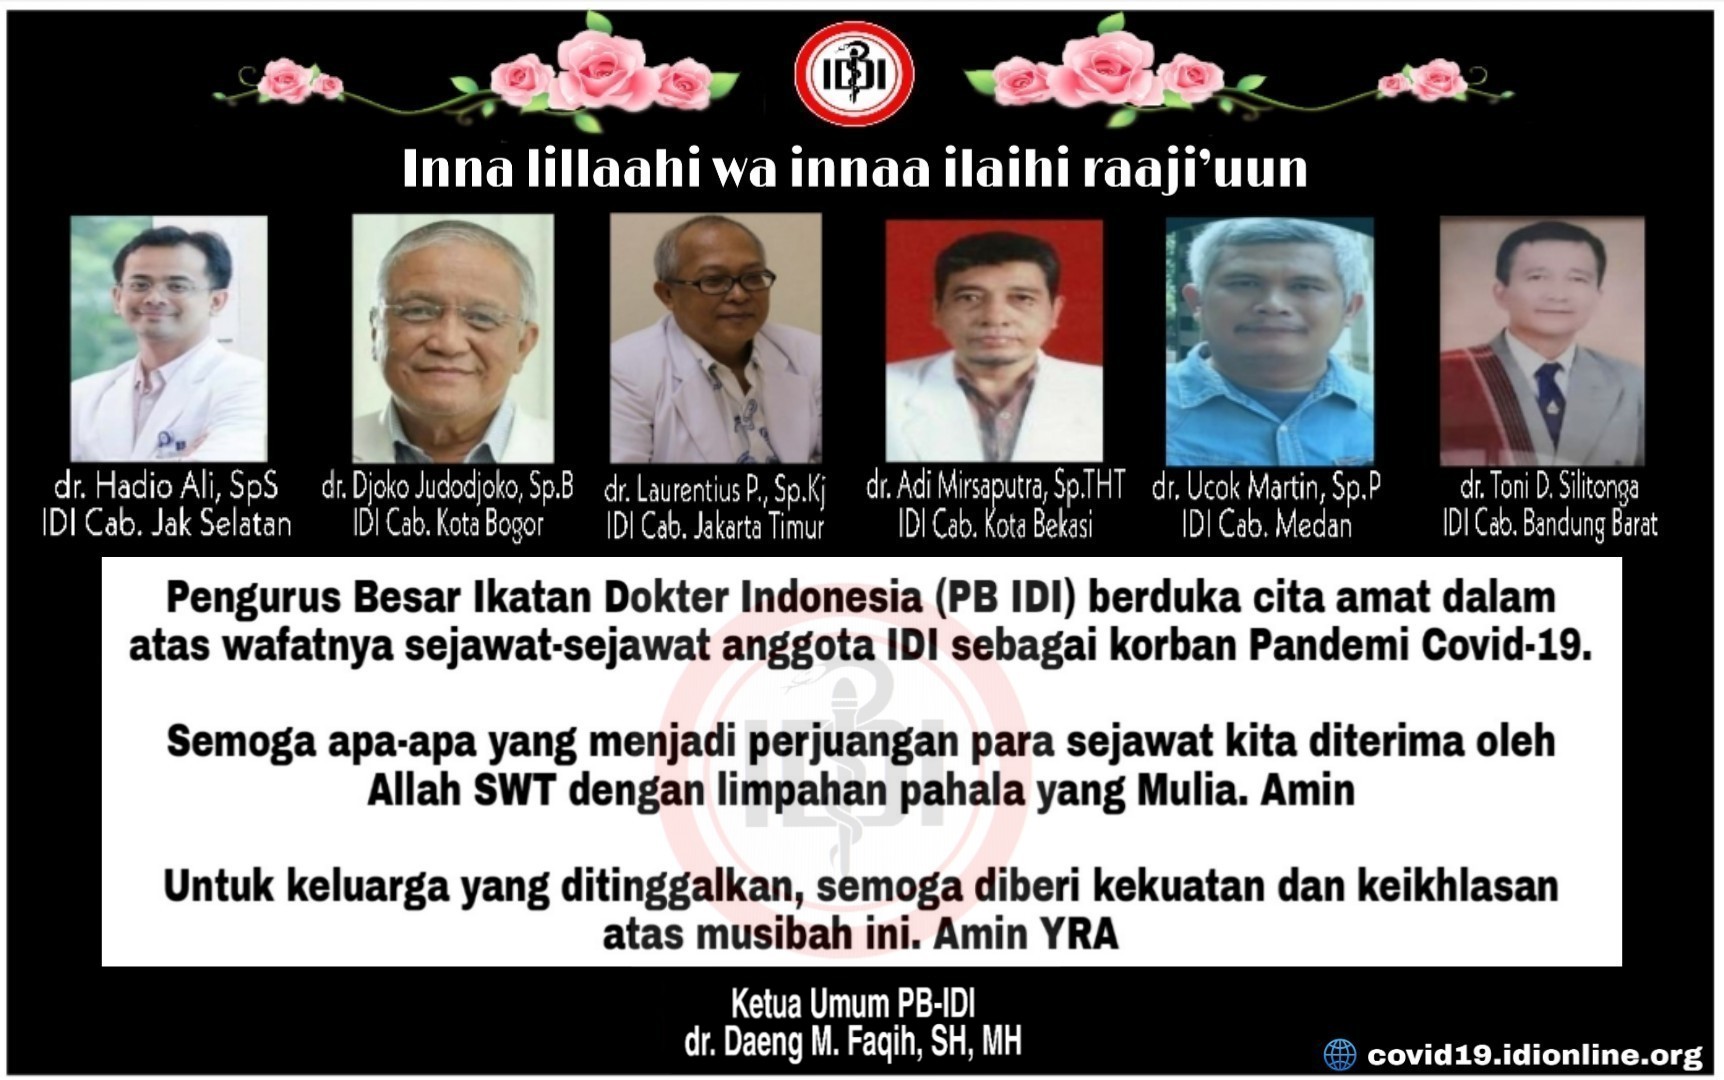 IDI
Inna lillaahi wa innaa ilaihi raaji'uun
dr. Hadio Ali, SpS
IDI Cab. Jak Selatan
dr. Djoko Judodjoko, Sp.B
IDI Cab. Kota Bogor
dr. Laurentius P., Sp.Kj
IDI Cab. Jakarta Timur
dr. Adi Mirsaputra, Sp.THT
IDI Cab. Kota Bekasi
dr. Ucok Martin, Sp.P
IDI Cab. Medan
dr. Toni D. Silitonga
IDI Cab. Bandung Barat
Pengurus Besar Ikatan Dokter Indonesia (PB IDI) berduka cita amat dalam
atas wafatnya sejawat-sejawat anggota IDI sebagai korban Pandemi Covid-19.
Semoga apa-apa yang menjadi perjuangan para sejawat kita diterima oleh
Allah SWT dengan limpahan pahala yang Mulia. Amin
Untuk keluarga yang ditinggalkan, semoga diberi kekuatan dan keikhlasan
atas musibah ini. Amin YRA
IDI
Ketua Umum PB-IDI
dr. Daeng M. Faqih, SH, MH
covid19.idionline.org